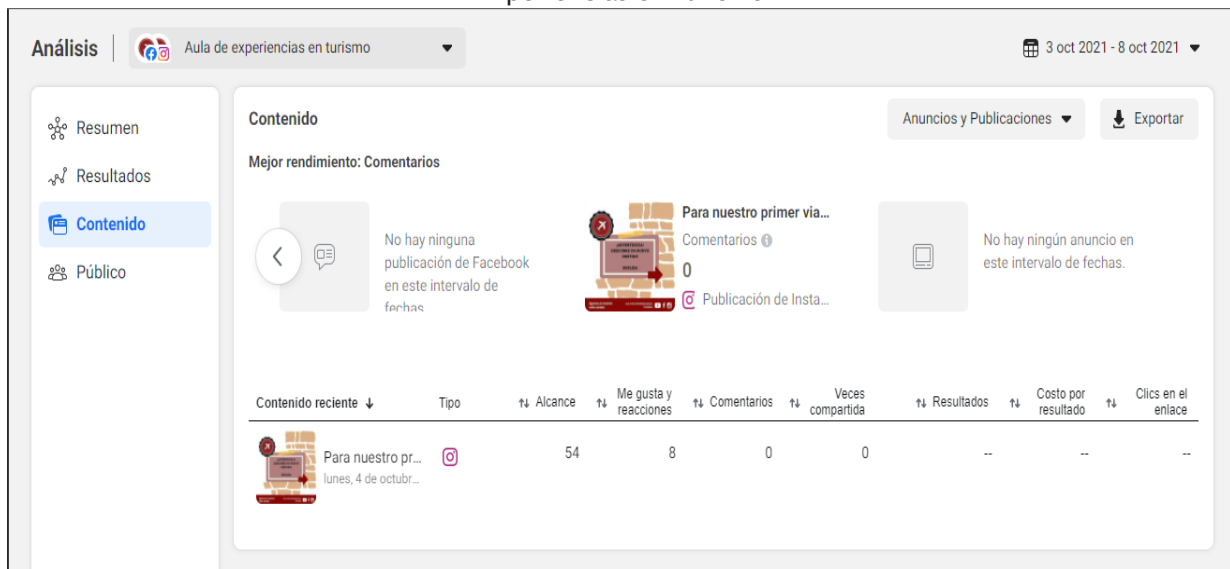 Análisis
Aula de experiencias en turismo
3 oct 2021 - 8 oct 2021
Resumen
Resultados
Contenido
Público
Contenido
Anuncios y Publicaciones
Exportar
Mejor rendimiento: Comentarios
No hay ninguna
publicación de Facebook
en este intervalo de
fechas
Para nuestro primer via...
Comentarios
0
Publicación de Insta...
No hay ningún anuncio en
este intervalo de fechas.
Contenido reciente ↓ Tipo ↑↓ Alcance ↑↓ Me gusta y reacciones ↑↓ Comentarios ↑↓ Veces compartida ↑↓ Resultados ↑↓ Costo por resultado ↑↓ Clics en el enlace
Para nuestro pr... 54 8 0 0 -- -- --
lunes, 4 de octubr...